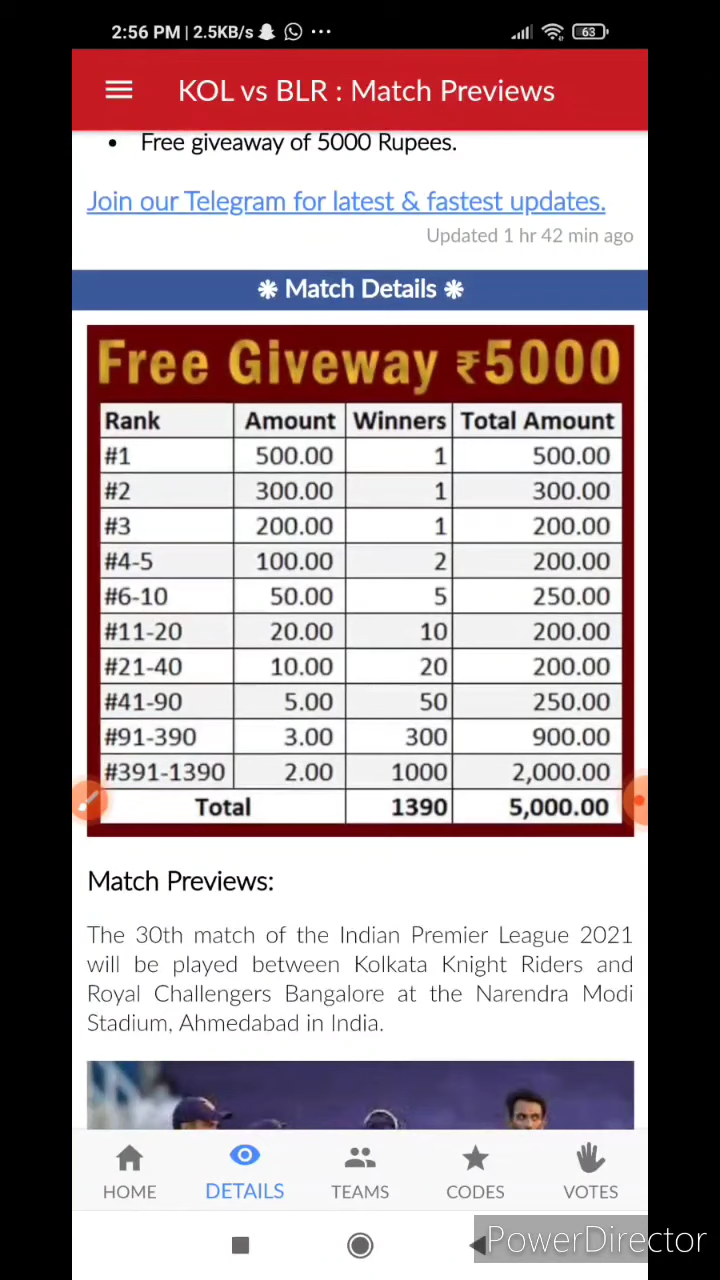 2:56 PM | 2.5KB/s ...
63
KOL vs BLR : Match Previews
• Free giveaway of 5000 Rupees.
Join our Telegram for latest & fastest updates.
Updated 1 hr 42 min ago
❋ Match Details ❋
Free Giveway ₹5000
Rank Amount Winners Total Amount
#1 500.00 1 500.00
#2 300.00 1 300.00
#3 200.00 1 200.00
#4-5 100.00 2 200.00
#6-10 50.00 5 250.00
#11-20 20.00 10 200.00
#21-40 10.00 20 200.00
#41-90 5.00 50 250.00
#91-390 3.00 300 900.00
#391-1390 2.00 1000 2,000.00
Total 1390 5,000.00
Match Previews:
The 30th match of the Indian Premier League 2021
will be played between Kolkata Knight Riders and
Royal Challengers Bangalore at the Narendra Modi
Stadium, Ahmedabad in India.
HOME DETAILS TEAMS CODES VOTES
PowerDirector